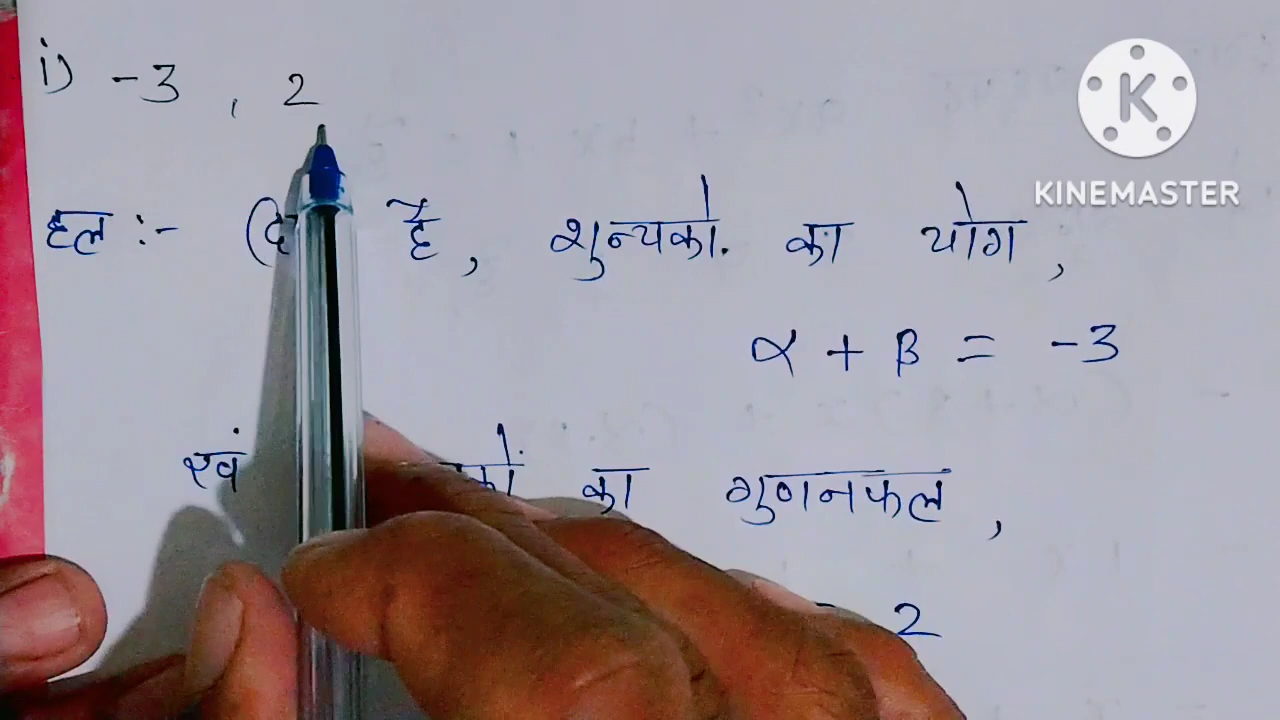 i) -3 , 2
हल :- है, शुन्यको. का योग,
α + β = -3
एवं का गुणनफल,
2
K
KINEMASTER